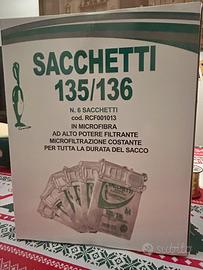 SACCHETTI
135/136
N. 6 SACCHETTI
cod. RCF001013
IN MICROFIBRA
AD ALTO POTERE FILTRANTE
MICROFILTRAZIONE COSTANTE
PER TUTTA LA DURATA DEL SACCO
subito